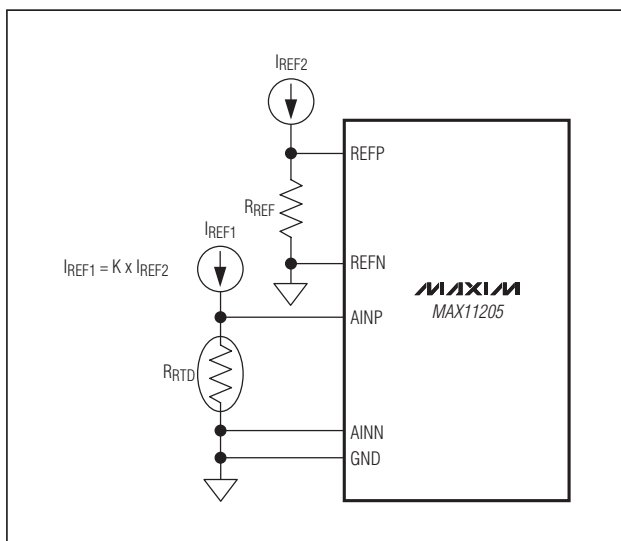 IREF2
REFP
RREF
REFN
IREF1
IREF1 = K x IREF2
MAXIM
MAX11205
AINP
RRTD
AINN
GND